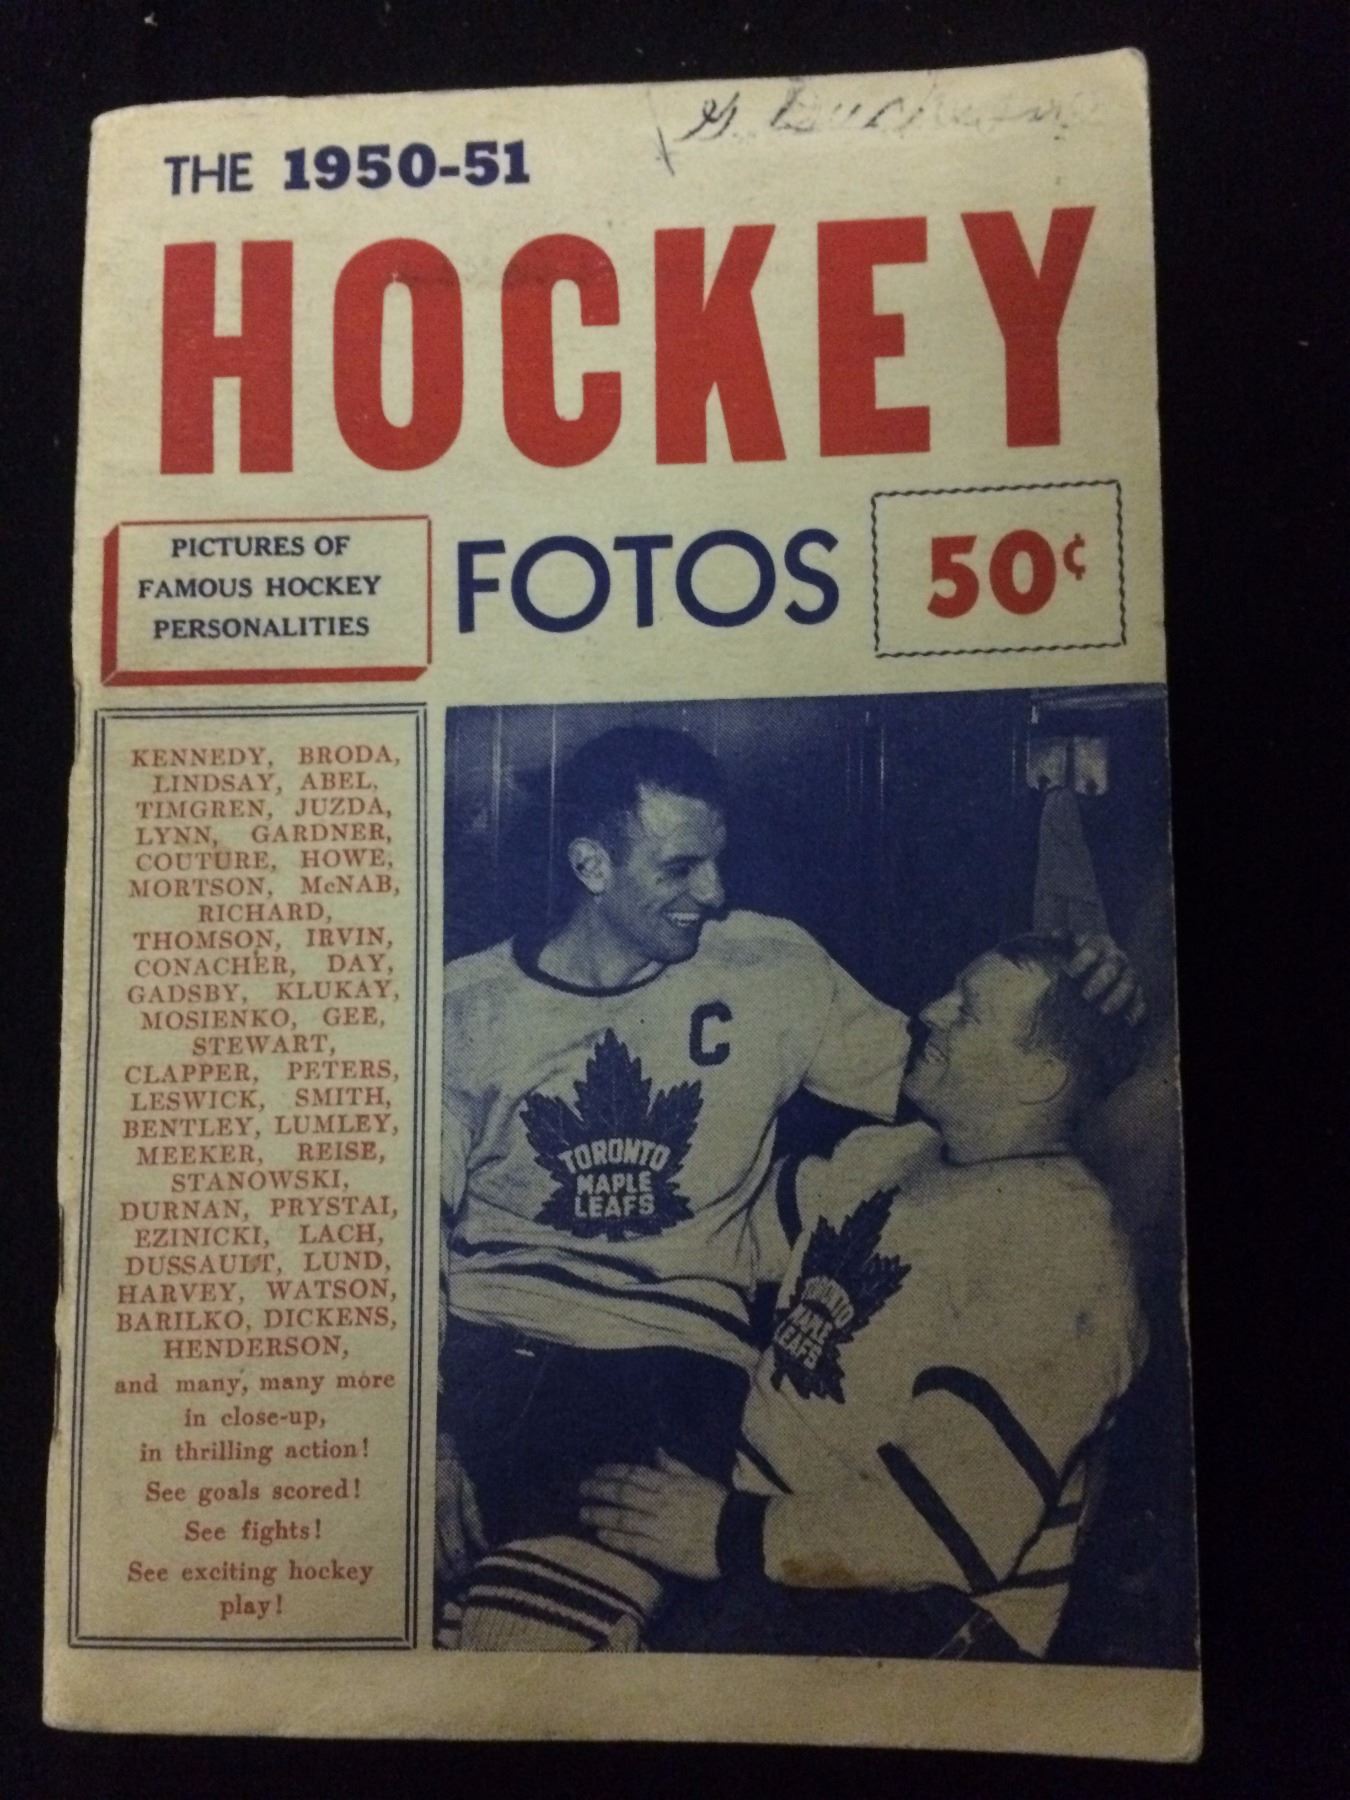 THE 1950-51
HOCKEY
PICTURES OF
FAMOUS HOCKEY
PERSONALITIES
FOTOS
50¢
KENNEDY, BRODA,
LINDSAY, ABEL,
TIMGREN, JUZDA,
LYNN, GARDNER,
COUTURE, HOWE,
MORTSON, McNAB,
RICHARD,
THOMSON, IRVIN,
CONACHER, DAY,
GADSBY, KLUKAY,
MOSIENKO, GEE,
STEWART,
CLAPPER, PETERS,
LESWICK, SMITH,
BENTLEY, LUMLEY,
MEEKER, REISE,
STANOWSKI,
DURNAN, PRYSTAI,
EZINICKI, LACH,
DUSSAULT, LUND,
HARVEY, WATSON,
BARILKO, DICKENS,
HENDERSON,
and many, many more
in close-up,
in thrilling action!
See goals scored!
See fights!
See exciting hockey
play!
C
TORONTO
MAPLE
LEAFS
TORONTO
MAPLE
LEAFS